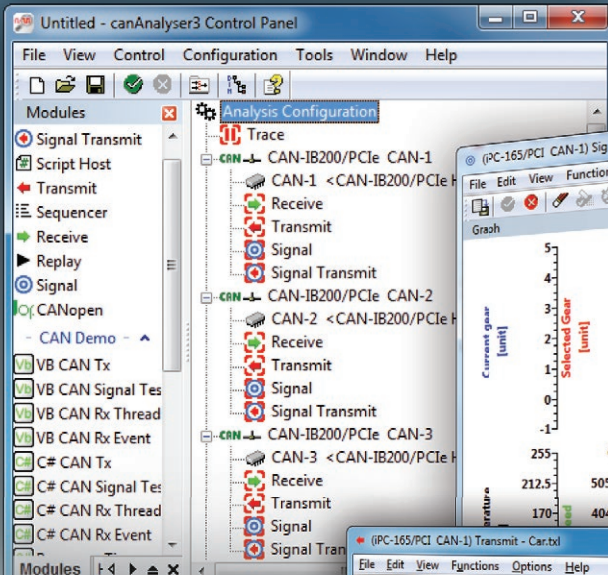 Untitled - canAnalyser3 Control Panel
File View Control Configuration Tools Window Help
Modules
Signal Transmit
Script Host
Transmit
Sequencer
Receive
Replay
Signal
CANopen
- CAN Demo -
VB CAN Tx
VB CAN Signal Tes
VB CAN Rx Thread
VB CAN Rx Event
C# CAN Tx
C# CAN Signal Tes
C# CAN Rx Thread
C# CAN Rx Event
Modules
Analysis Configuration
Trace
CAN CAN-IB200/PCIe CAN-1
CAN-1 <CAN-IB200/PCIe H
Receive
Transmit
Signal
Signal Transmit
CAN CAN-IB200/PCIe CAN-2
CAN-2 <CAN-IB200/PCIe H
Receive
Transmit
Signal
Signal Transmit
CAN CAN-IB200/PCIe CAN-3
CAN-3 <CAN-IB200/PCIe H
Receive
Transmit
Signal
Signal Tran
(iPC-165/PCI CAN-1) Sig
File Edit View Function
Graph
Current gear
[unit]
5
4
3
2
1
0
-1
Selected Gear
[unit]
255
212.5
170
505
404
(iPC-165/PCI CAN-1) Transmit - Car.txl
File Edit View Functions Options Help